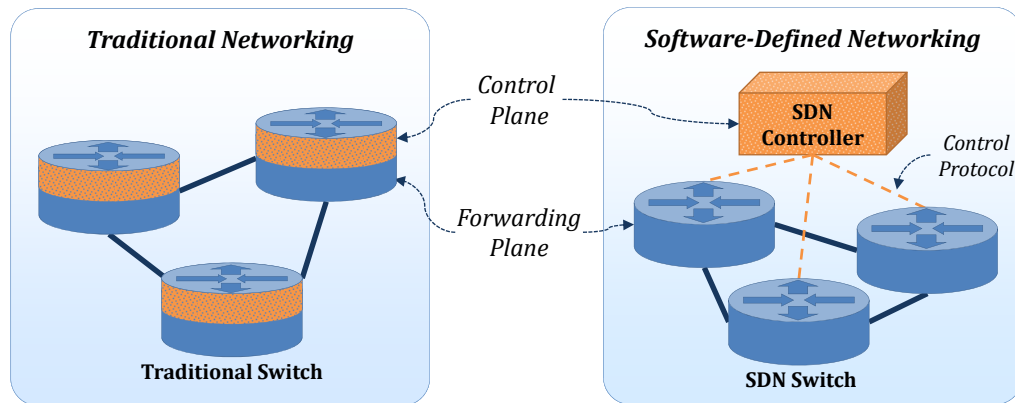 Traditional Networking
Software-Defined Networking
Control
Plane
SDN
Controller
Control
Protocol
Forwarding
Plane
Traditional Switch
SDN Switch